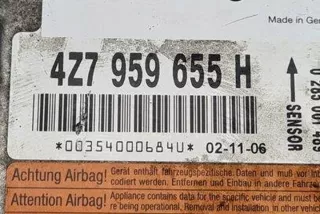 Made in Ger
4Z7 959 655 H
*00354000684U* 02-11-06
SENSOR
Achtung Airbag!
Gerät enthält fahrzeugspezifische. Daten und muß vor Inbe
codiert werden. Entfernen und Einbau in andere Fahrzeu
Attention Airbag!
Appliance contains data for the specific vehicle and must be
re being operational. Removal and installation in other vehic